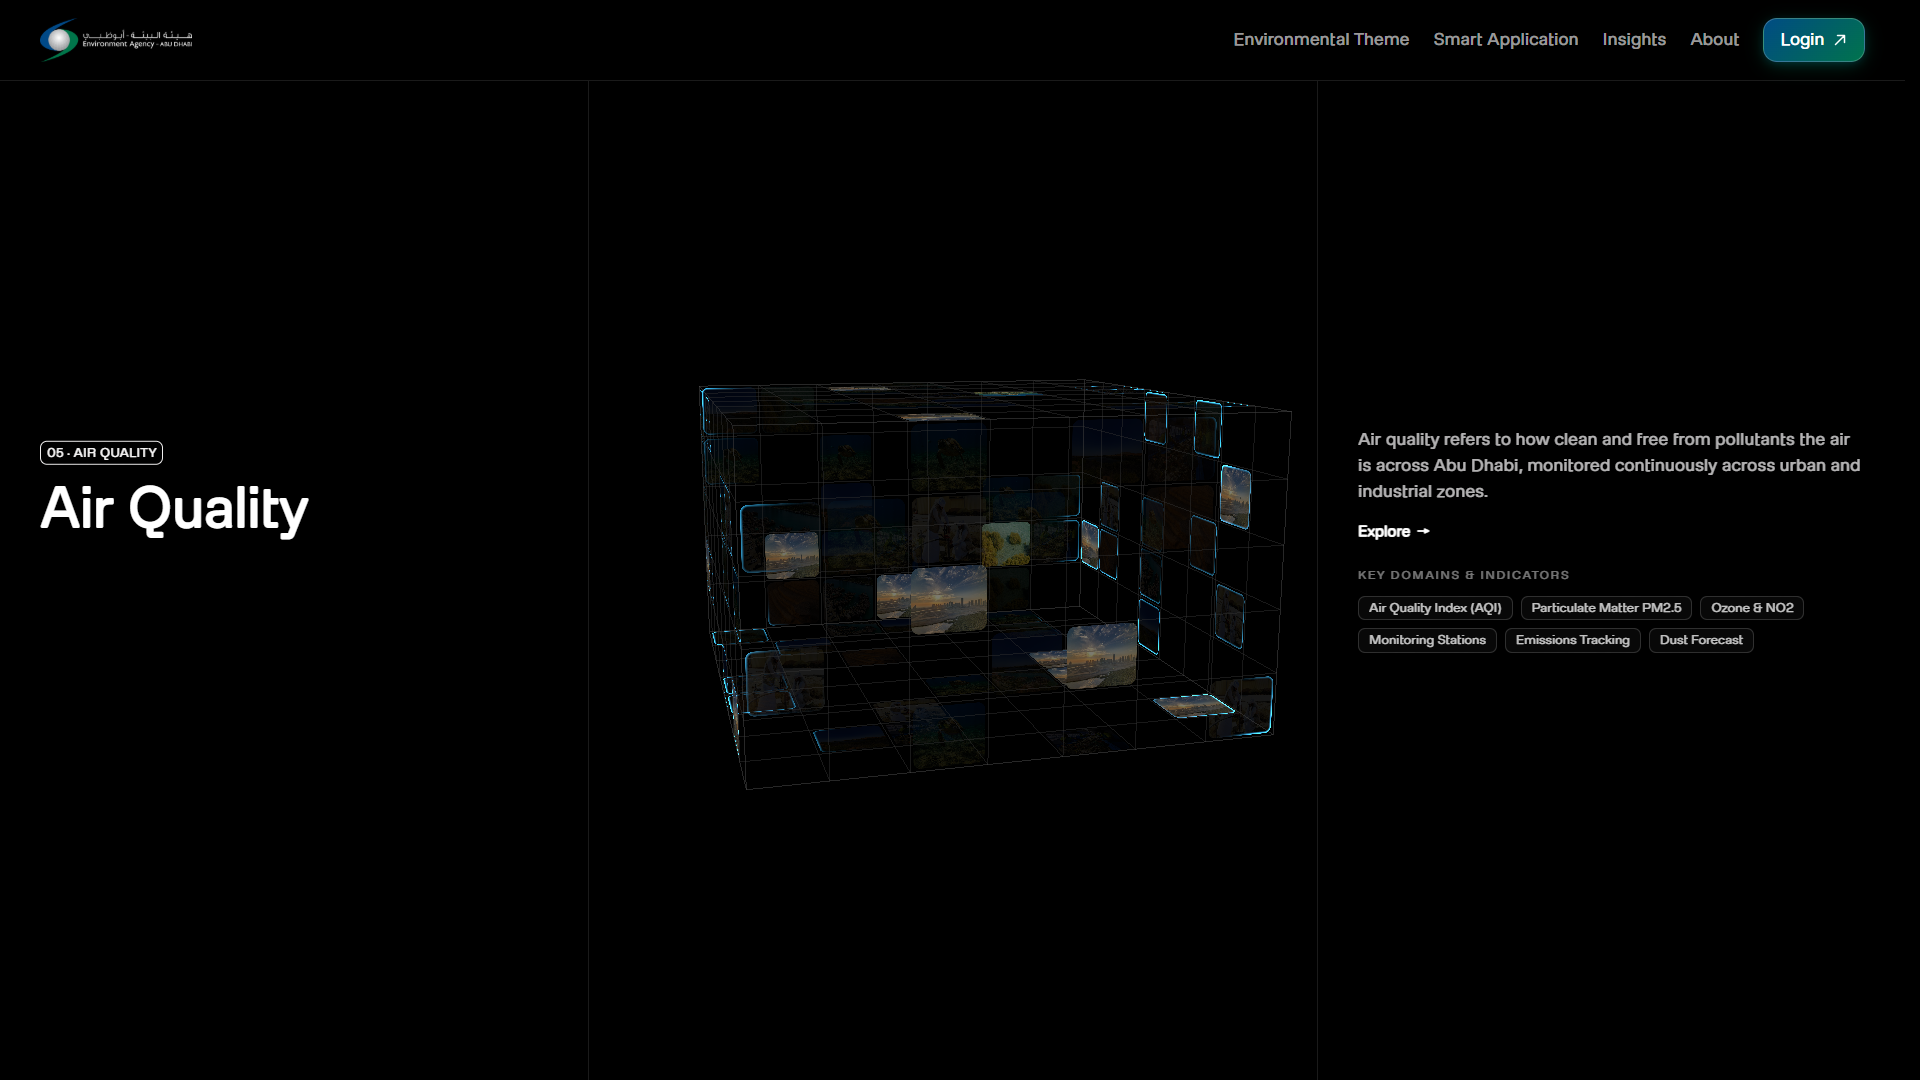 هيئة البيئة - أبوظبي
Environment Agency - ABU DHABI
Environmental Theme
Smart Application
Insights
About
Login
05 · AIR QUALITY
Air Quality
Air quality refers to how clean and free from pollutants the air
is across Abu Dhabi, monitored continuously across urban and
industrial zones.
Explore →
KEY DOMAINS & INDICATORS
Air Quality Index (AQI)
Particulate Matter PM2.5
Ozone & NO2
Monitoring Stations
Emissions Tracking
Dust Forecast